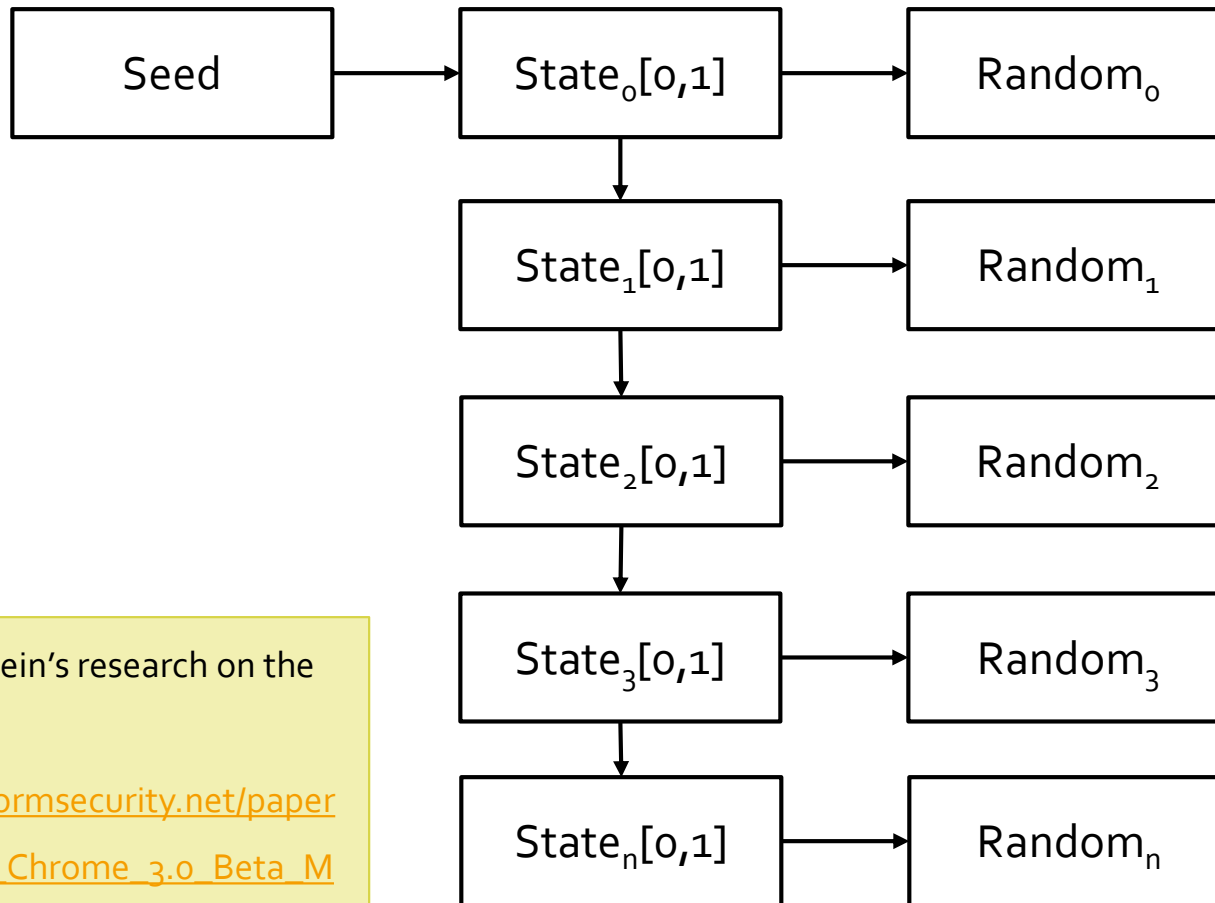 Seed
State₀[0,1]
Random₀
State₁[0,1]
Random₁
State₂[0,1]
Random₂
State₃[0,1]
Random₃
Stateₙ[0,1]
Randomₙ
ein's research on the
ormsecurity.net/paper
_Chrome_3.0_Beta_M